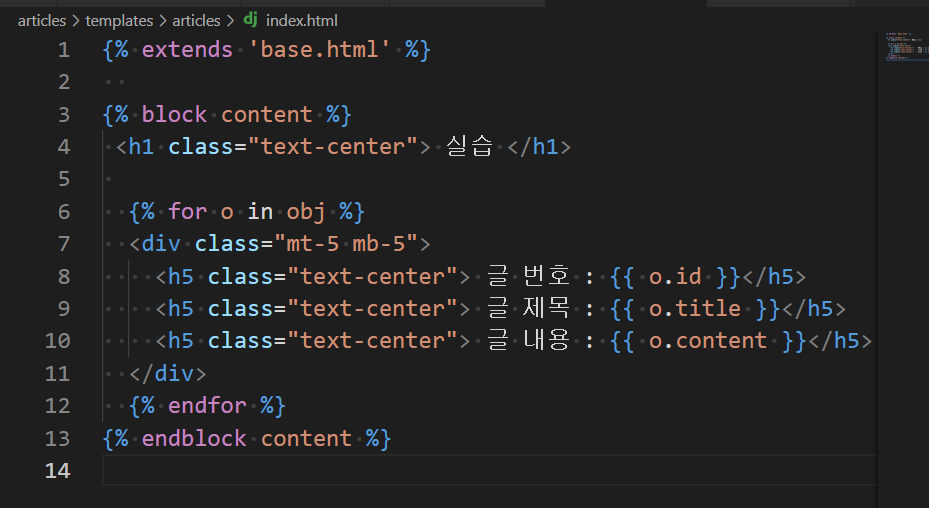 articles > templates > articles > dj index.html
1 {% extends 'base.html' %}
2
3 {% block content %}
4 <h1 class="text-center"> 실습 </h1>
5
6 {% for o in obj %}
7 <div class="mt-5 mb-5">
8 <h5 class="text-center"> 글 번호 : {{ o.id }}</h5>
9 <h5 class="text-center"> 글 제목 : {{ o.title }}</h5>
10 <h5 class="text-center"> 글 내용 : {{ o.content }}</h5>
11 </div>
12 {% endfor %}
13 {% endblock content %}
14